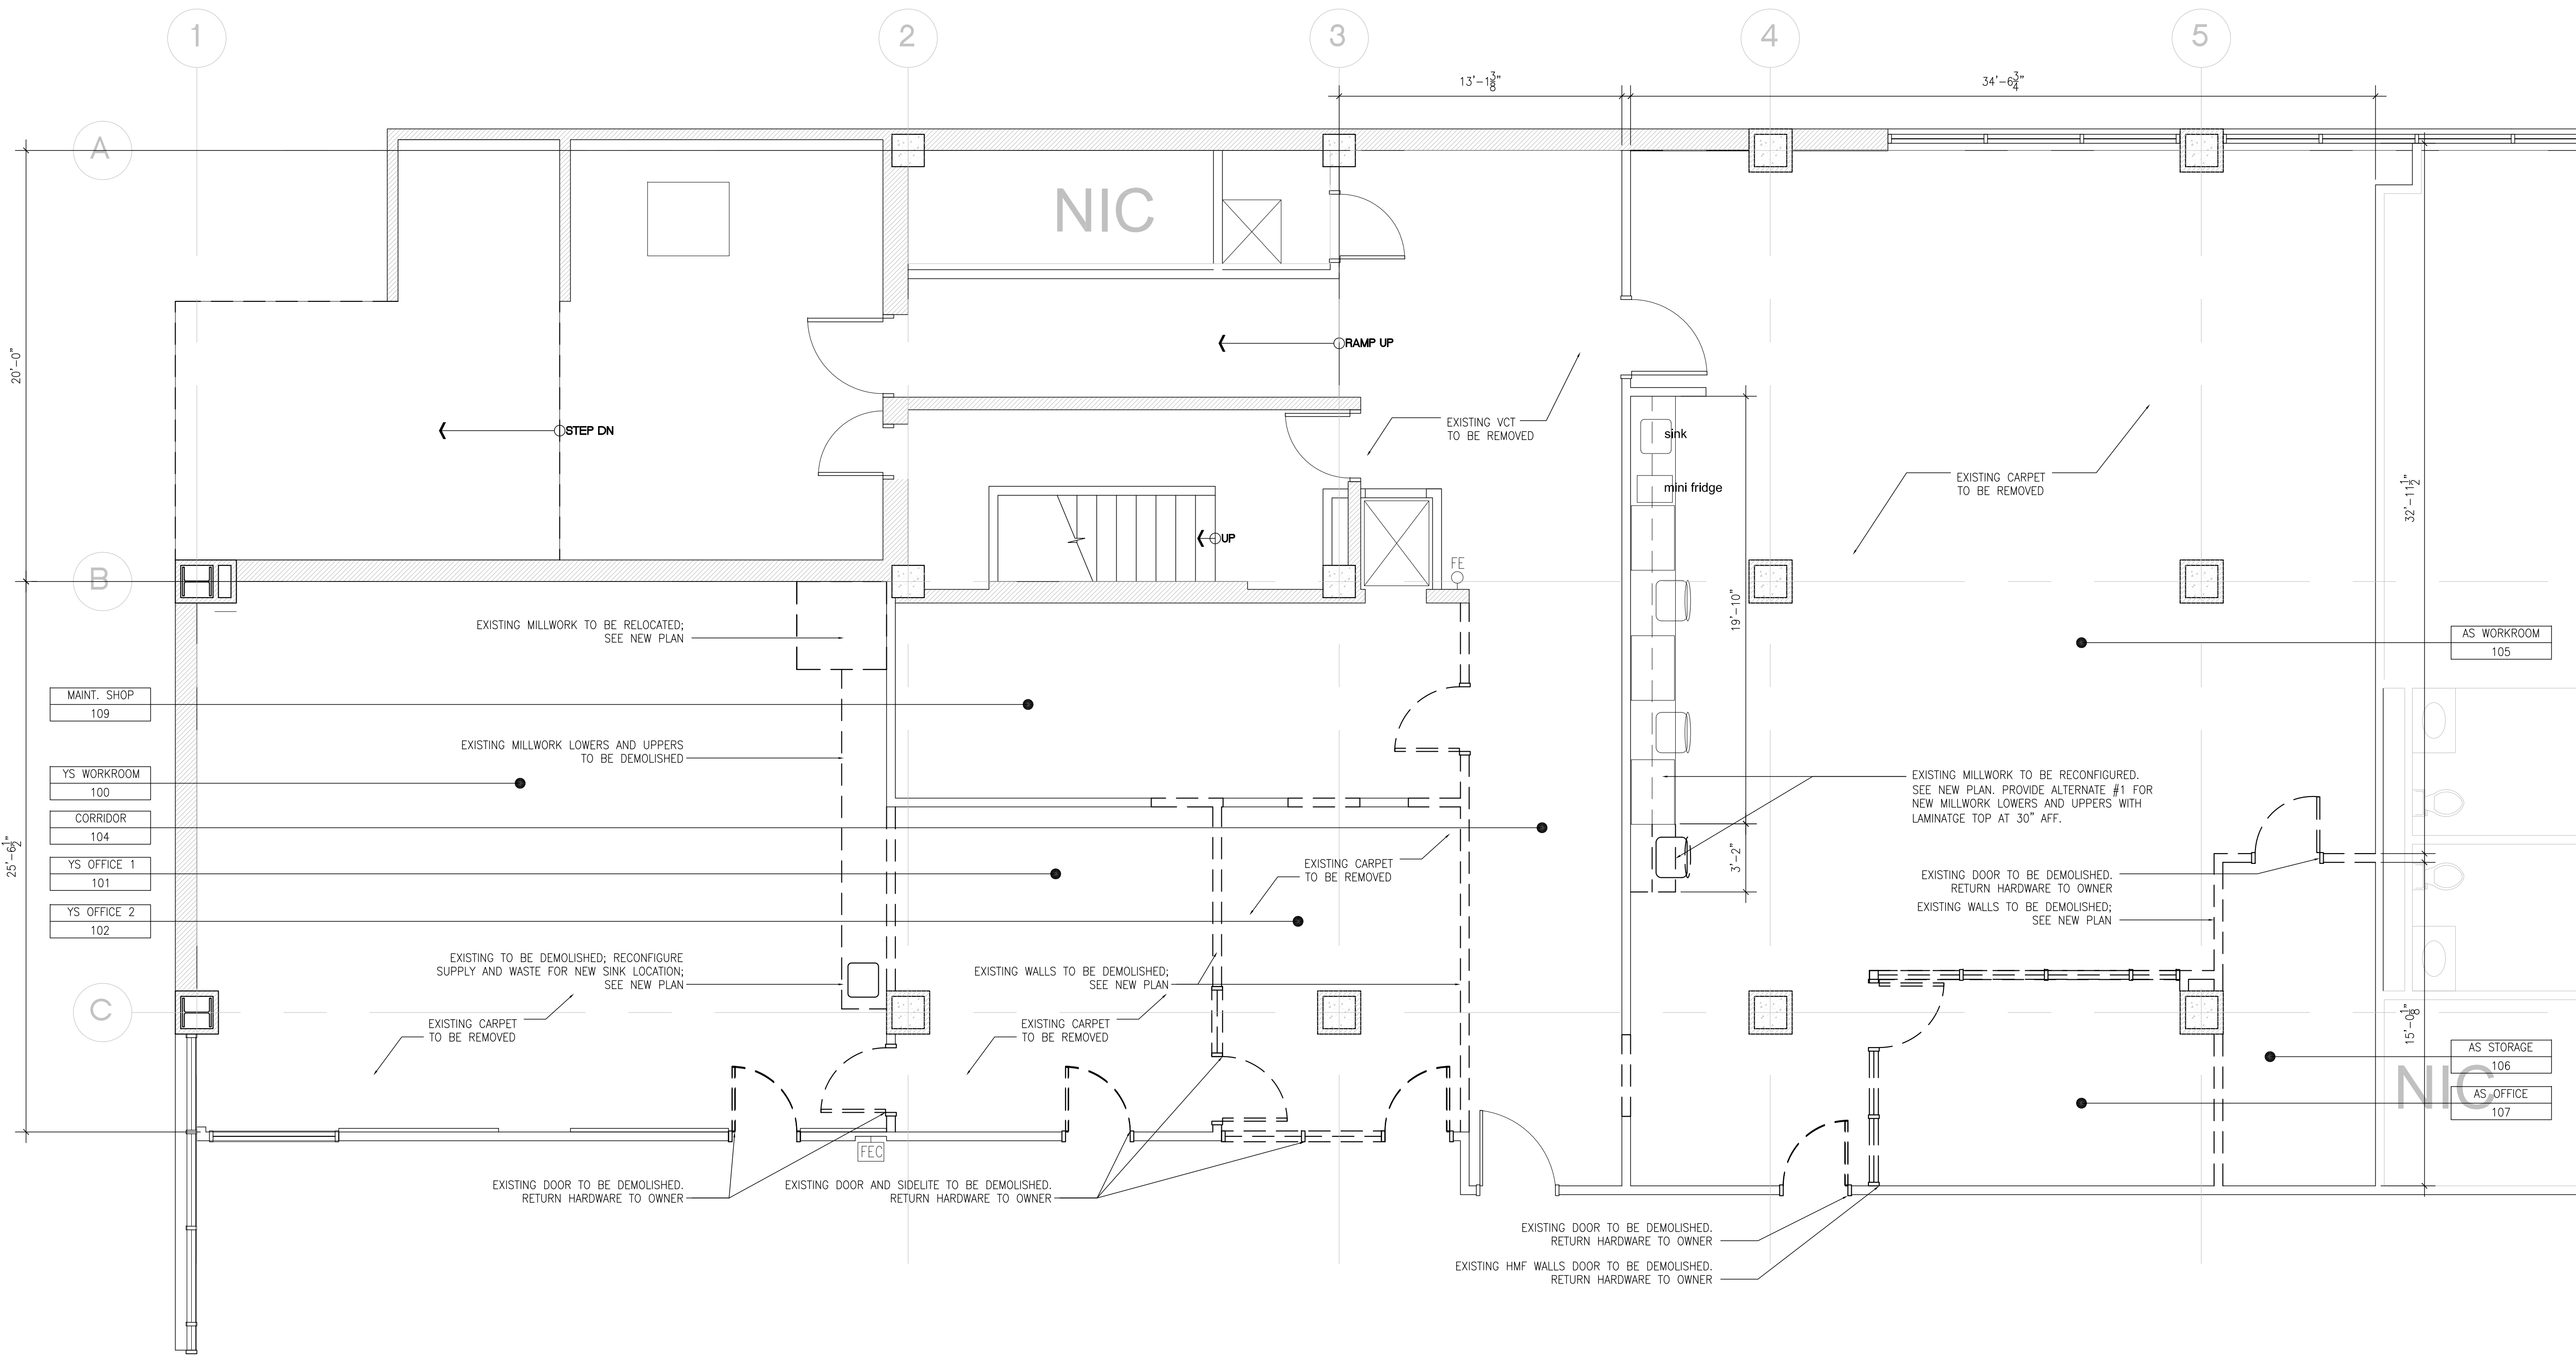 1
2
3
4
5
13'-1 3/8"
34'-6 3/4"
A
NIC
20'-0"
RAMP UP
STEP DN
EXISTING VCT
TO BE REMOVED
sink
mini fridge
EXISTING CARPET
TO BE REMOVED
32'-11 1/2"
UP
FE
B
19'-10"
EXISTING MILLWORK TO BE RELOCATED;
SEE NEW PLAN
AS WORKROOM
105
MAINT. SHOP
109
EXISTING MILLWORK LOWERS AND UPPERS
TO BE DEMOLISHED
YS WORKROOM
100
EXISTING MILLWORK TO BE RECONFIGURED.
SEE NEW PLAN. PROVIDE ALTERNATE #1 FOR
NEW MILLWORK LOWERS AND UPPERS WITH
LAMINATGE TOP AT 30" AFF.
CORRIDOR
104
25'-6 1/2"
YS OFFICE 1
101
EXISTING CARPET
TO BE REMOVED
3'-2"
EXISTING DOOR TO BE DEMOLISHED.
RETURN HARDWARE TO OWNER
YS OFFICE 2
102
EXISTING WALLS TO BE DEMOLISHED;
SEE NEW PLAN
EXISTING TO BE DEMOLISHED; RECONFIGURE
SUPPLY AND WASTE FOR NEW SINK LOCATION;
SEE NEW PLAN
EXISTING WALLS TO BE DEMOLISHED;
SEE NEW PLAN
C
EXISTING CARPET
TO BE REMOVED
EXISTING CARPET
TO BE REMOVED
15'-0 1/8"
AS STORAGE
106
NIC
AS OFFICE
107
FEC
EXISTING DOOR TO BE DEMOLISHED.
RETURN HARDWARE TO OWNER
EXISTING DOOR AND SIDELITE TO BE DEMOLISHED.
RETURN HARDWARE TO OWNER
EXISTING DOOR TO BE DEMOLISHED.
RETURN HARDWARE TO OWNER
EXISTING HMF WALLS DOOR TO BE DEMOLISHED.
RETURN HARDWARE TO OWNER